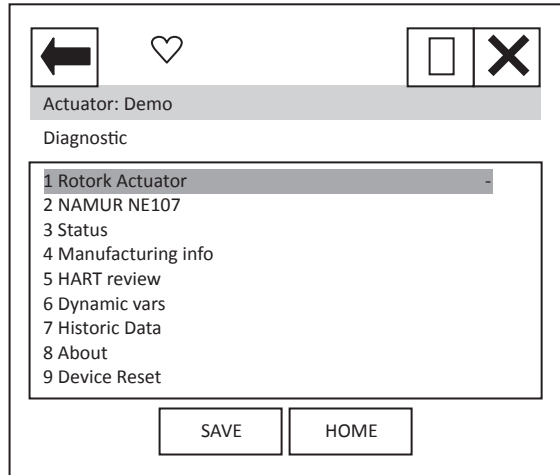 Actuator: Demo
Diagnostic
1 Rotork Actuator -
2 NAMUR NE107
3 Status
4 Manufacturing info
5 HART review
6 Dynamic vars
7 Historic Data
8 About
9 Device Reset
SAVE HOME